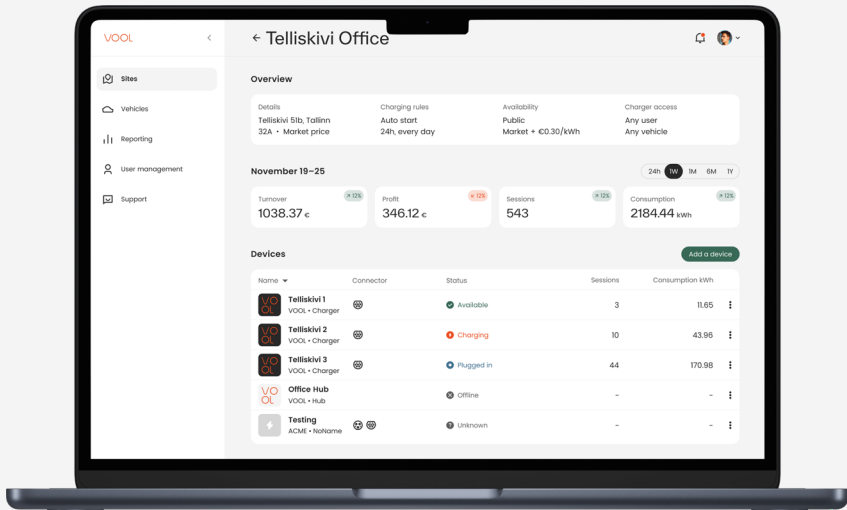 VOOL
← Telliskivi Office
Sites
Vehicles
Reporting
User management
Support
Overview
Details
Telliskivi 51b, Tallinn
32A • Market price
Charging rules
Auto start
24h, every day
Availability
Public
Market + €0.30/kWh
Charger access
Any user
Any vehicle
November 19–25
24h 1W 1M 6M 1Y
Turnover
↗ 12%
1038.37 €
Profit
↙ 12%
346.12 €
Sessions
↗ 12%
543
Consumption
↗ 12%
2184.44 kWh
Devices
Add a device
Name Connector Status Sessions Consumption kWh
VOOL
Telliskivi 1
VOOL • Charger
Available 3 11.65
VOOL
Telliskivi 2
VOOL • Charger
Charging 10 43.96
VOOL
Telliskivi 3
VOOL • Charger
Plugged in 44 170.98
VOOL
Office Hub
VOOL • Hub
Offline - -
Testing
ACME • NoName
Unknown - -